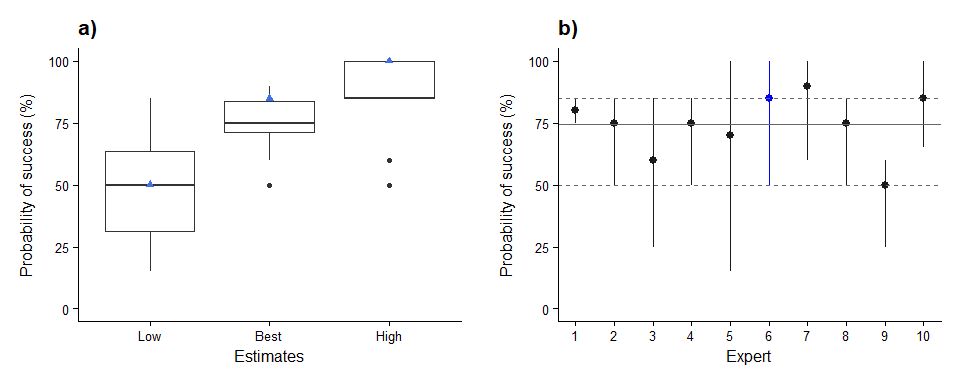 a)
Probability of success (%)
100
75
50
25
0
Low Best High
Estimates
b)
Probability of success (%)
100
75
50
25
0
1 2 3 4 5 6 7 8 9 10
Expert